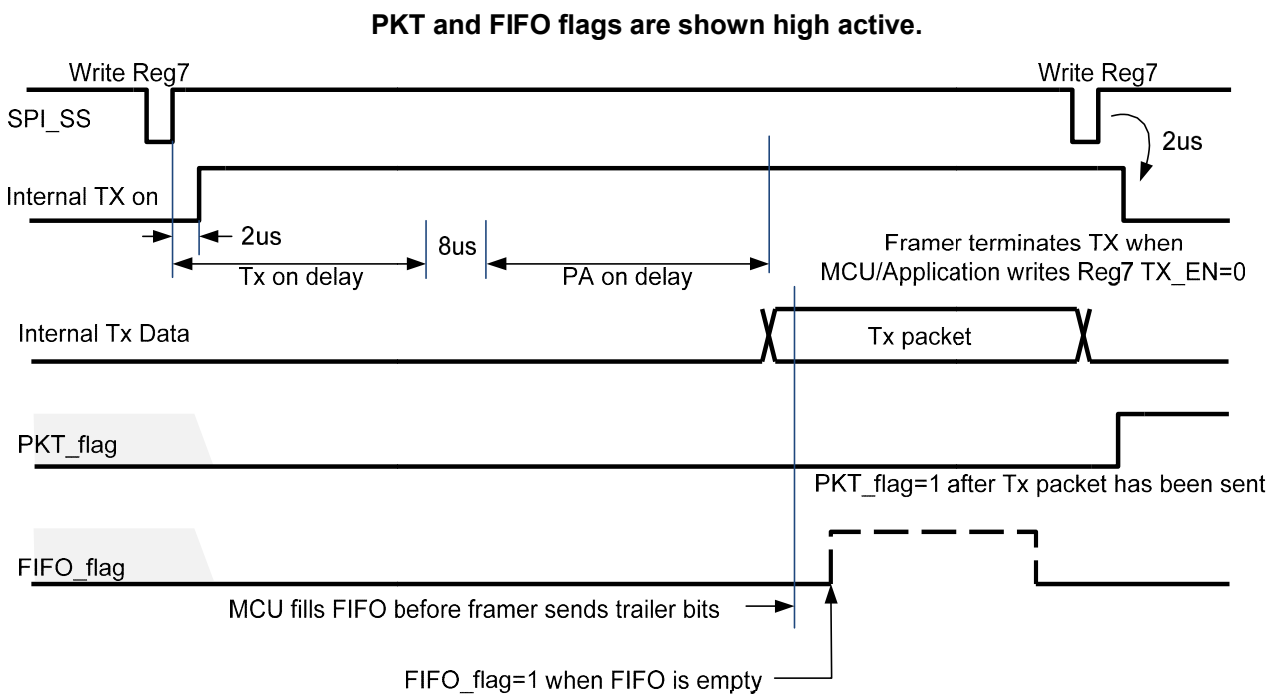 PKT and FIFO flags are shown high active.
Write Reg7
Write Reg7
SPI_SS
2us
Internal TX on
2us
8us
Tx on delay
PA on delay
Framer terminates TX when
MCU/Application writes Reg7 TX_EN=0
Internal Tx Data
Tx packet
PKT_flag
PKT_flag=1 after Tx packet has been sent
FIFO_flag
MCU fills FIFO before framer sends trailer bits
FIFO_flag=1 when FIFO is empty